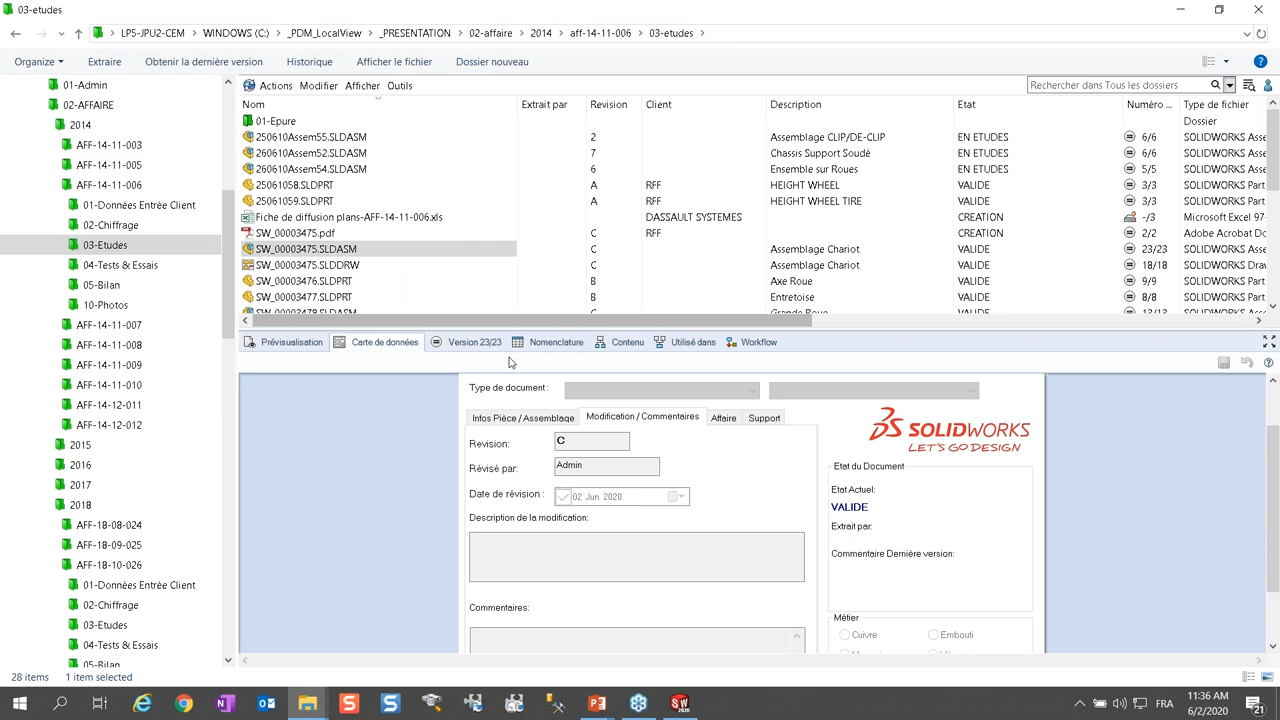 03-etudes
LP5-JPU2-CEM > WINDOWS (C:) > _PDM_LocalView > _PRESENTATION > 02-affaire > 2014 > aff-14-11-006 > 03-etudes >
Organize Extraire Obtenir la dernière version Historique Afficher le fichier Dossier nouveau
01-Admin
02-AFFAIRE
2014
AFF-14-11-003
AFF-14-11-005
AFF-14-11-006
01-Données Entrée Client
02-Chiffrage
03-Etudes
04-Tests & Essais
05-Bilan
10-Photos
AFF-14-11-007
AFF-14-11-008
AFF-14-11-009
AFF-14-11-010
AFF-14-12-011
AFF-14-12-012
2015
2016
2017
2018
AFF-18-08-024
AFF-18-09-025
AFF-18-10-026
01-Données Entrée Client
02-Chiffrage
03-Etudes
04-Tests & Essais
05-Bilan
Actions Modifier Afficher Outils Rechercher dans Tous les dossiers
Nom Extrait par Revision Client Description Etat Numéro ... Type de fichier
01-Epure Dossier
250610Assem55.SLDASM 2 Assemblage CLIP/DE-CLIP EN ETUDES 6/6 SOLIDWORKS Asse
260610Assem52.SLDASM 7 Chassis Support Soudé EN ETUDES 6/6 SOLIDWORKS Asse
260610Assem54.SLDASM 6 Ensemble sur Roues EN ETUDES 5/5 SOLIDWORKS Asse
25061058.SLDPRT A RFF HEIGHT WHEEL VALIDE 3/3 SOLIDWORKS Part
25061059.SLDPRT A RFF HEIGHT WHEEL TIRE VALIDE 3/3 SOLIDWORKS Part
Fiche de diffusion plans-AFF-14-11-006.xls DASSAULT SYSTEMES CREATION -/3 Microsoft Excel 97-
SW_00003475.pdf C RFF CREATION 2/2 Adobe Acrobat Do
SW_00003475.SLDASM C Assemblage Chariot VALIDE 23/23 SOLIDWORKS Asse
SW_00003475.SLDDRW C Assemblage Chariot VALIDE 18/18 SOLIDWORKS Draw
SW_00003476.SLDPRT B Axe Roue VALIDE 9/9 SOLIDWORKS Part
SW_00003477.SLDPRT B Entretoise VALIDE 8/8 SOLIDWORKS Part
SW_00003478.SLDASM C Grande Roue VALIDE SOLIDWORKS Asse
Prévisualisation Carte de données Version 23/23 Nomenclature Contenu Utilisé dans Workflow
Type de document :
Infos Pièce / Assemblage Modification / Commentaires Affaire Support
Revision: C
Révisé par: Admin
Date de révision : 02 Jun 2020
Description de la modification:
Commentaires:
SOLIDWORKS
LET'S GO DESIGN
Etat du Document
Etat Actuel:
VALIDE
Extrait par:
Commentaire Dernière version:
Métier
Cuivre Embouti
28 items 1 item selected
FRA 11:36 AM
6/2/2020
21